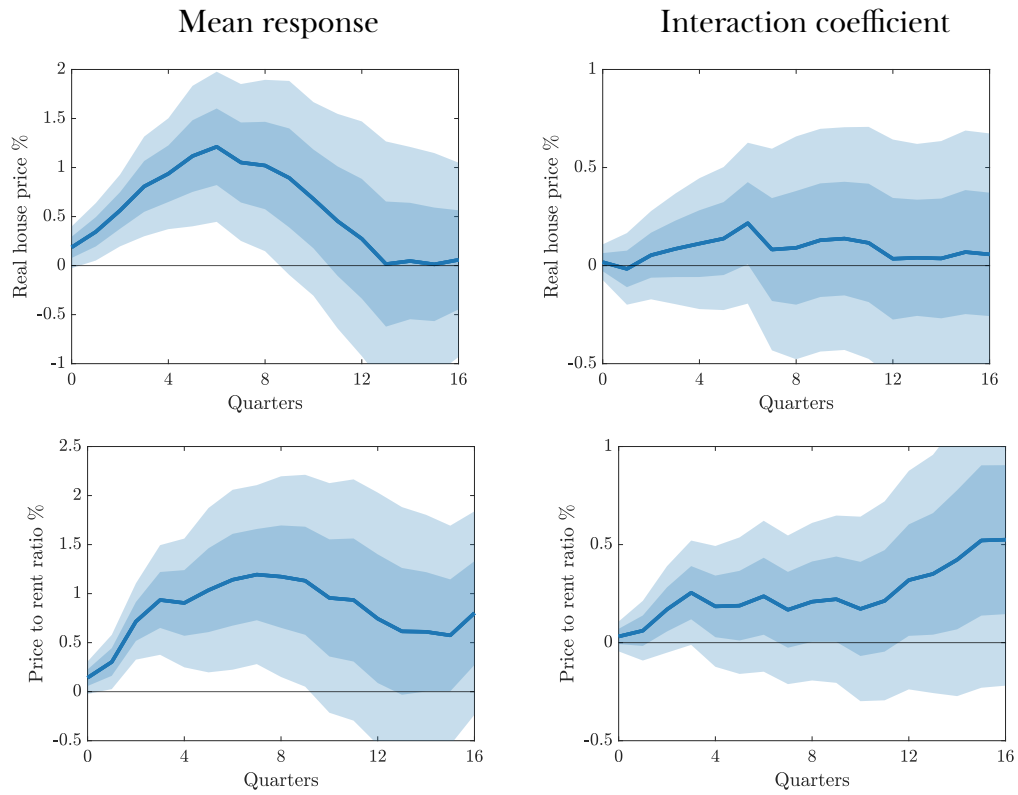 Mean response
Interaction coefficient
Real house price %
2
1.5
1
0.5
0
-0.5
-1
0 4 8 12 16
Quarters
Real house price %
1
0.5
0
-0.5
0 4 8 12 16
Quarters
Price to rent ratio %
2.5
2
1.5
1
0.5
0
-0.5
0 4 8 12 16
Quarters
Price to rent ratio %
1
0.5
0
-0.5
0 4 8 12 16
Quarters